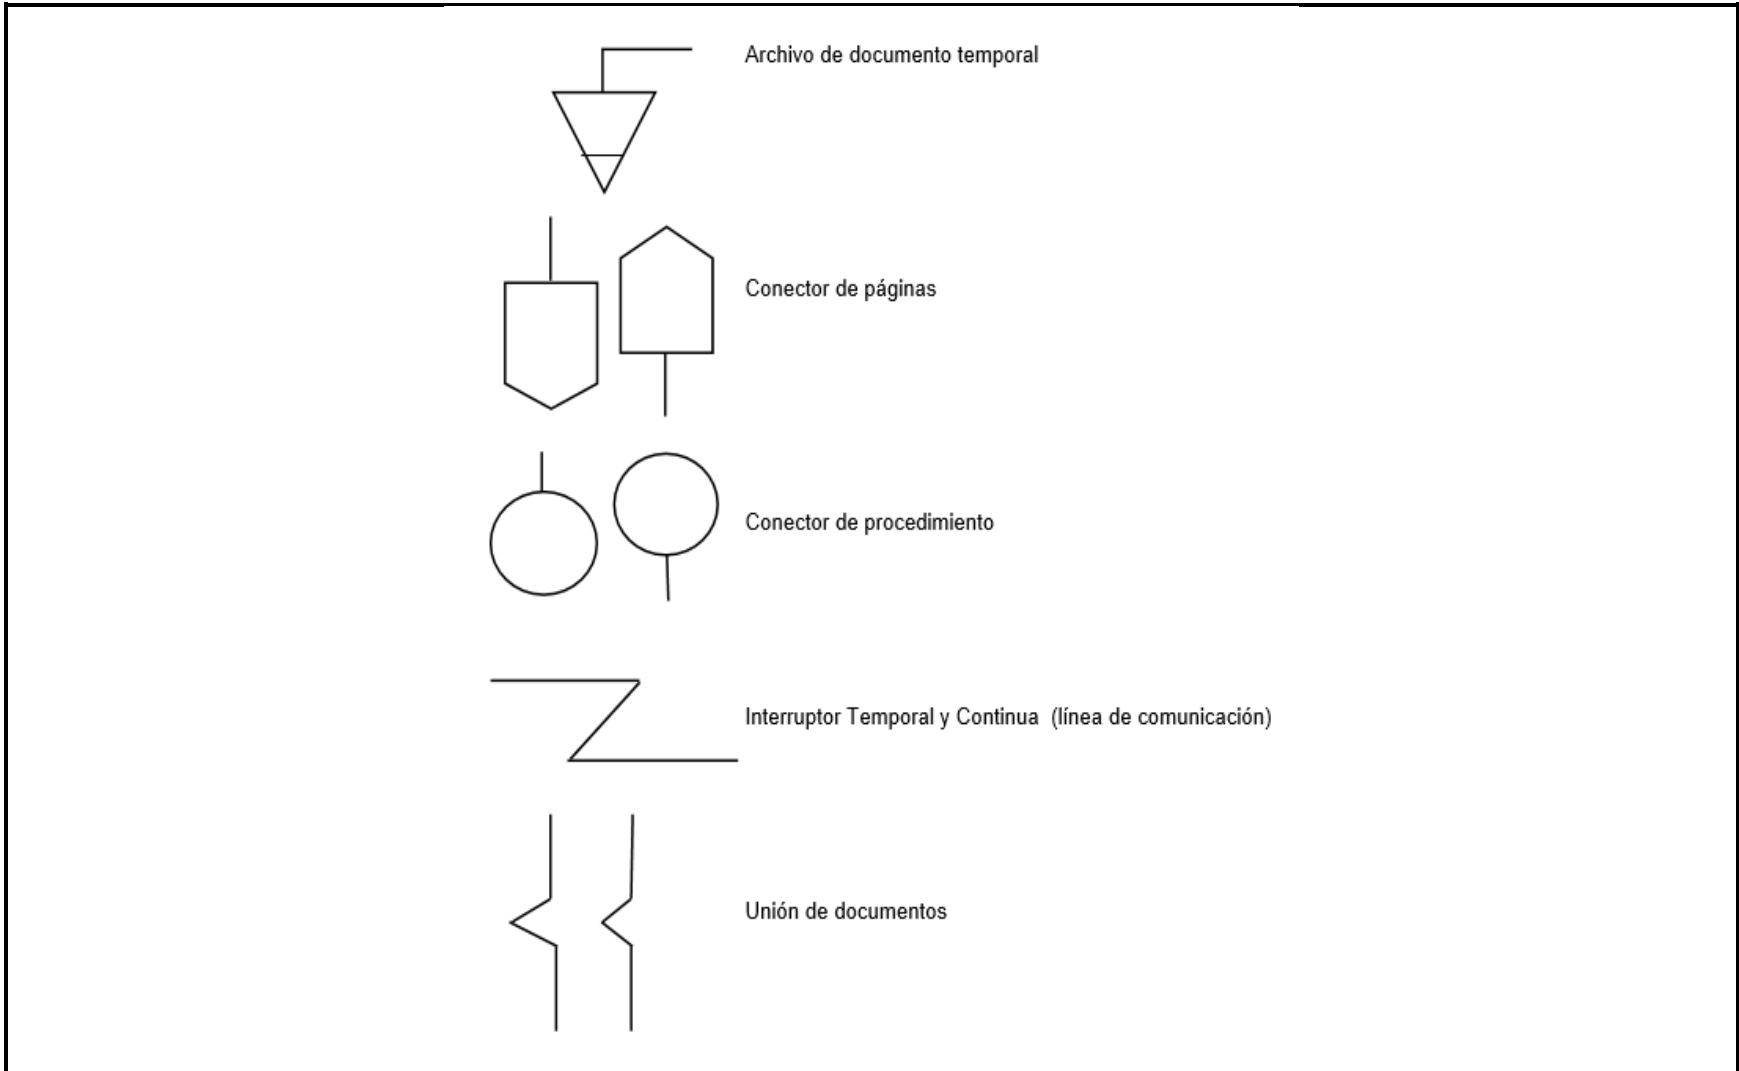 Archivo de documento temporal
Conector de páginas
Conector de procedimiento
Interruptor Temporal y Continua (línea de comunicación)
Unión de documentos